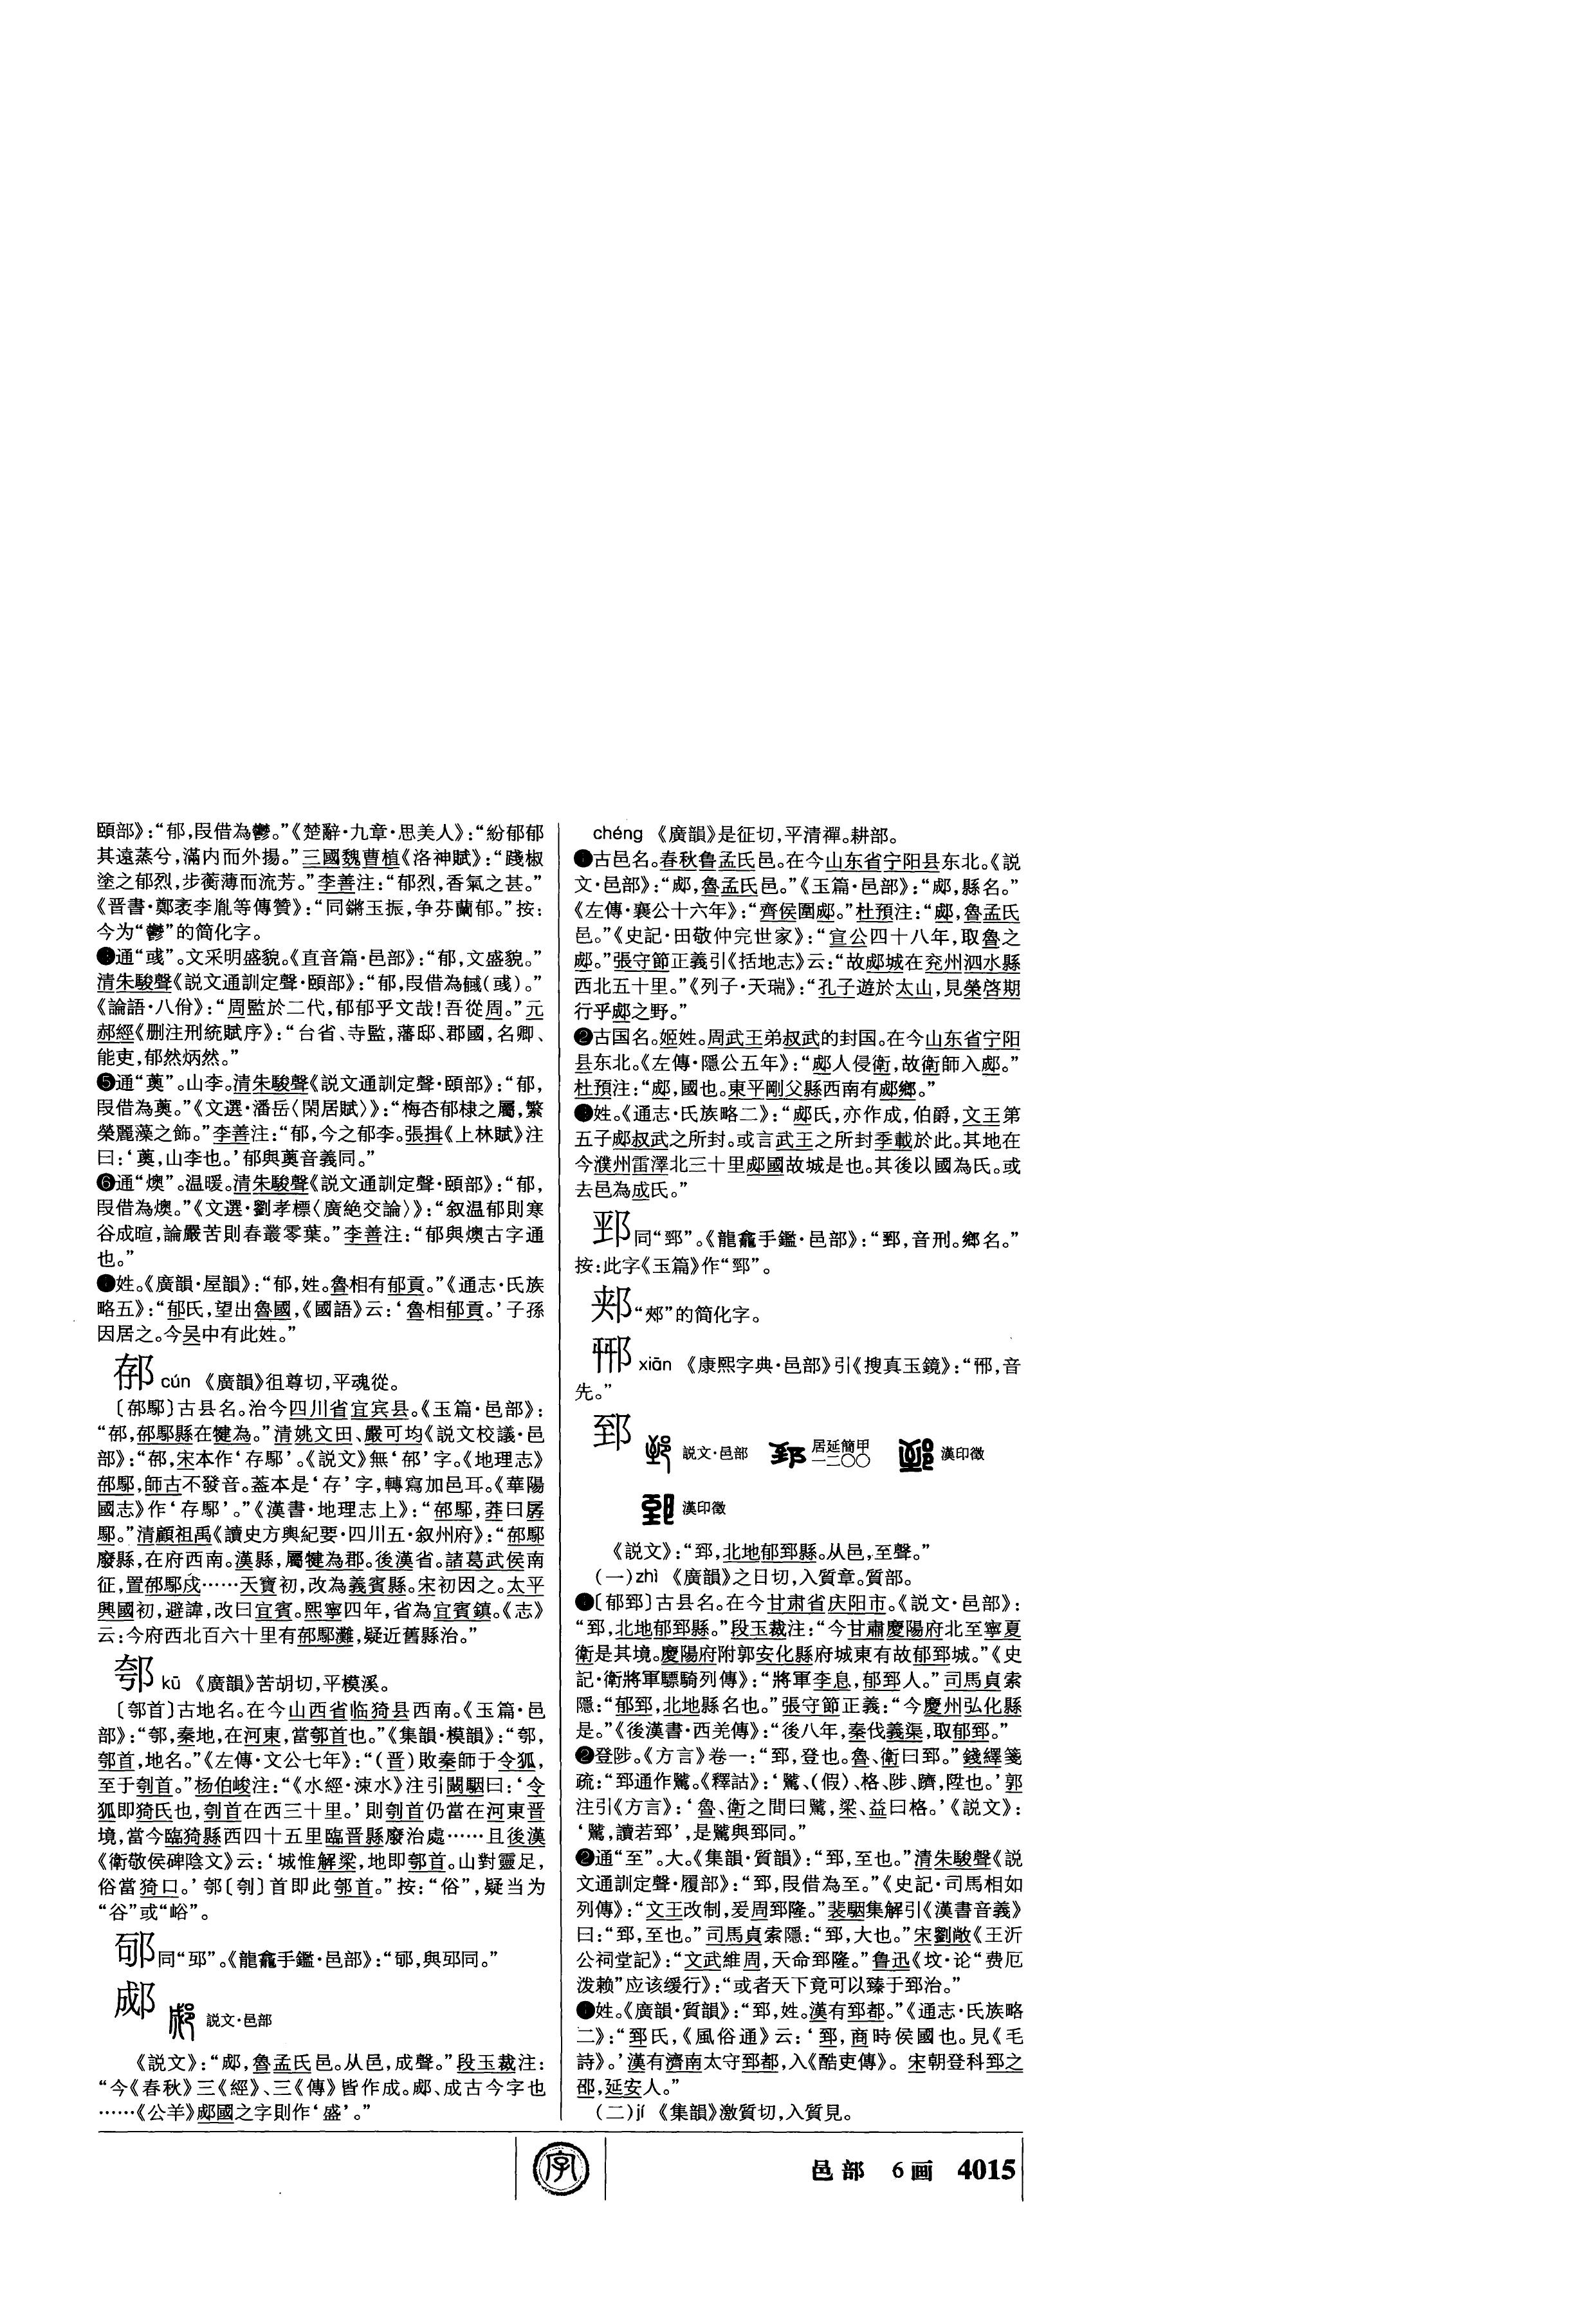 頤部》：“郁，叚借為鬱。”《楚辭·九章·思美人》：“紛郁郁
其遠蒸兮，滿内而外揚。”三國魏曹植《洛神賦》：“踐椒
塗之郁烈，步蘅薄而流芳。”李善注：“郁烈，香氣之甚。”
《晋書·鄭袤李胤等傳贊》：“同鏘玉振，争芬蘭郁。”按：
今为“鬱”的简化字。
通“彧”。文采明盛貌。《直音篇·邑部》：“郁，文盛貌。”
清朱駿聲《説文通訓定聲·頤部》：“郁，叚借為䬑（彧）。”
《論語·八佾》：“周監於二代，郁郁乎文哉！吾從周。”元
郝經《删注刑統賦序》：“台省、寺監，藩邸、郡國，名卿、
能吏，郁然炳然。”
❺通“薁”。山李。清朱駿聲《説文通訓定聲·頤部》：“郁，
叚借為薁。”《文選·潘岳〈閑居賦〉》：“梅杏郁棣之屬，繁
榮麗藻之飾。”李善注：“郁，今之郁李。張揖《上林賦》注
曰：‘薁，山李也。’郁與薁音義同。”
❻通“燠”。温暖。清朱駿聲《説文通訓定聲·頤部》：“郁，
叚借為燠。”《文選·劉孝標〈廣絶交論〉》：“叙温郁則寒
谷成暄，論嚴苦則春叢零葉。”李善注：“郁與燠古字通
也。”
姓。《廣韻·屋韻》：“郁，姓。魯相有郁貢。”《通志·氏族
略五》：“郁氏，望出魯國，《國語》云：‘魯相郁貢。’子孫
因居之。今吴中有此姓。”
郁 cún 《廣韻》徂尊切，平魂從。
〔䣜䣕〕古县名。治今四川省宜宾县。《玉篇·邑部》：
“䣜，䣜䣕縣在犍為。”清姚文田、嚴可均《説文校議·邑
部》：“䣜，宋本作‘存䣕’。《説文》無‘䣜’字。《地理志》
䣜䣕，師古不發音。葢本是‘存’字，轉寫加邑耳。《華陽
國志》作‘存䣕’。”《漢書·地理志上》：“䣜䣕，莽曰孱
䣕。”清顧祖禹《讀史方輿紀要·四川五·叙州府》：“䣜䣕
廢縣，在府西南。漢縣，屬犍為郡。後漢省。諸葛武侯南
征，置䣜䣕戍……天寶初，改為義賓縣。宋初因之。太平
興國初，避諱，改曰宜賓。熙寧四年，省為宜賓鎮。《志》
云：今府西北百六十里有䣜䣕灘，疑近舊縣治。”
郀 kū 《廣韻》苦胡切，平模溪。
〔郀首〕古地名。在今山西省临猗县西南。《玉篇·邑
部》：“郀，秦地，在河東，當郀首也。”《集韻·模韻》：“郀，
郀首，地名。”《左傳·文公七年》：“（晋）敗秦師于令狐，
至于刳首。”杨伯峻注：“《水經·涑水》注引闞駰曰：‘令
狐即猗氏也，刳首在西三十里。’則刳首仍當在河東晋
境，當今臨猗縣西四十五里臨晋縣廢治處……且後漢
《衛敬侯碑陰文》云：‘城惟解梁，地即郀首。山對靈足，
俗當猗口。’郀〔刳〕首即此郀首。”按：“俗”，疑当为
“谷”或“峪”。
同“邷”。《龍龕手鑑·邑部》：“，與邷同。”
郕 説文·邑部
《説文》：“郕，魯孟氏邑。从邑，成聲。”段玉裁注：
“今《春秋》三《經》、三《傳》皆作成。郕、成古今字也
……《公羊》郕國之字則作‘盛’。”
chéng 《廣韻》是征切，平清禪。耕部。
古邑名。春秋鲁孟氏邑。在今山东省宁阳县东北。《説
文·邑部》：“郕，魯孟氏邑。”《玉篇·邑部》：“郕，縣名。”
《左傳·襄公十六年》：“齊侯圍郕。”杜預注：“郕，魯孟氏
邑。”《史記·田敬仲完世家》：“宣公四十八年，取魯之
郕。”張守節正義引《括地志》云：“故郕城在兖州泗水縣
西北五十里。”《列子·天瑞》：“孔子遊於太山，見榮啓期
行乎郕之野。”
❷古国名。姬姓。周武王弟叔武的封国。在今山东省宁阳
县东北。《左傳·隱公五年》：“郕人侵衛，故衛師入郕。”
杜預注：“郕，國也。東平剛父縣西南有郕鄉。”
姓。《通志·氏族略二》：“郕氏，亦作成，伯爵，文王第
五子郕叔武之所封。或言武王之所封季載於此。其地在
今濮州雷澤北三十里郕國故城是也。其後以國為氏。或
去邑為成氏。”
同“郢”。《龍龕手鑑·邑部》：“，音刑。鄉名。”
按：此字《玉篇》作“”。
郏“郟”的简化字。
xiān 《康熙字典·邑部》引《搜真玉鏡》：“，音
先。”
郅 説文·邑部 居延簡甲一二〇〇 漢印徵
漢印徵
《説文》：“郅，北地郁郅縣。从邑，至聲。”
（一）zhì 《廣韻》之日切，入質章。質部。
〔郁郅〕古县名。在今甘肃省庆阳市。《説文·邑部》：
“郅，北地郁郅縣。”段玉裁注：“今甘肅慶陽府北至寧夏
衛是其境。慶陽府附郭安化縣府城東有故郁郅城。”《史
記·衛將軍驃騎列傳》：“將軍李息，郁郅人。”司馬貞索
隱：“郁郅，北地縣名也。”張守節正義：“今慶州弘化縣
是。”《後漢書·西羌傳》：“後八年，秦伐義渠，取郁郅。”
❷登陟。《方言》卷一：“郅，登也。魯、衛曰郅。”錢繹箋
疏：“郅通作騭。《釋詁》：‘騭、（假）、格、陟、躋，陞也。’郭
注引《方言》：‘魯、衛之間曰騭，梁、益曰格。’《説文》：
‘騭，讀若郅’，是騭與郅同。”
❷通“至”。大。《集韻·質韻》：“郅，至也。”清朱駿聲《説
文通訓定聲·履部》：“郅，叚借為至。”《史記·司馬相如
列傳》：“文王改制，爰周郅隆。”裴駰集解引《漢書音義》
曰：“郅，至也。”司馬貞索隱：“郅，大也。”宋劉敞《王沂
公祠堂記》：“文武維周，天命郅隆。”鲁迅《坟·论“费厄
泼赖”应该缓行》：“或者天下竟可以臻于郅治。”
姓。《廣韻·質韻》：“郅，姓。漢有郅都。”《通志·氏族略
二》：“郅氏，《風俗通》云：‘郅，商時侯國也。見《毛
詩》。’漢有濟南太守郅都，入《酷吏傳》。宋朝登科郅之
邵，延安人。”
（二）jí 《集韻》激質切，入質見。
字
邑部 6画 4015